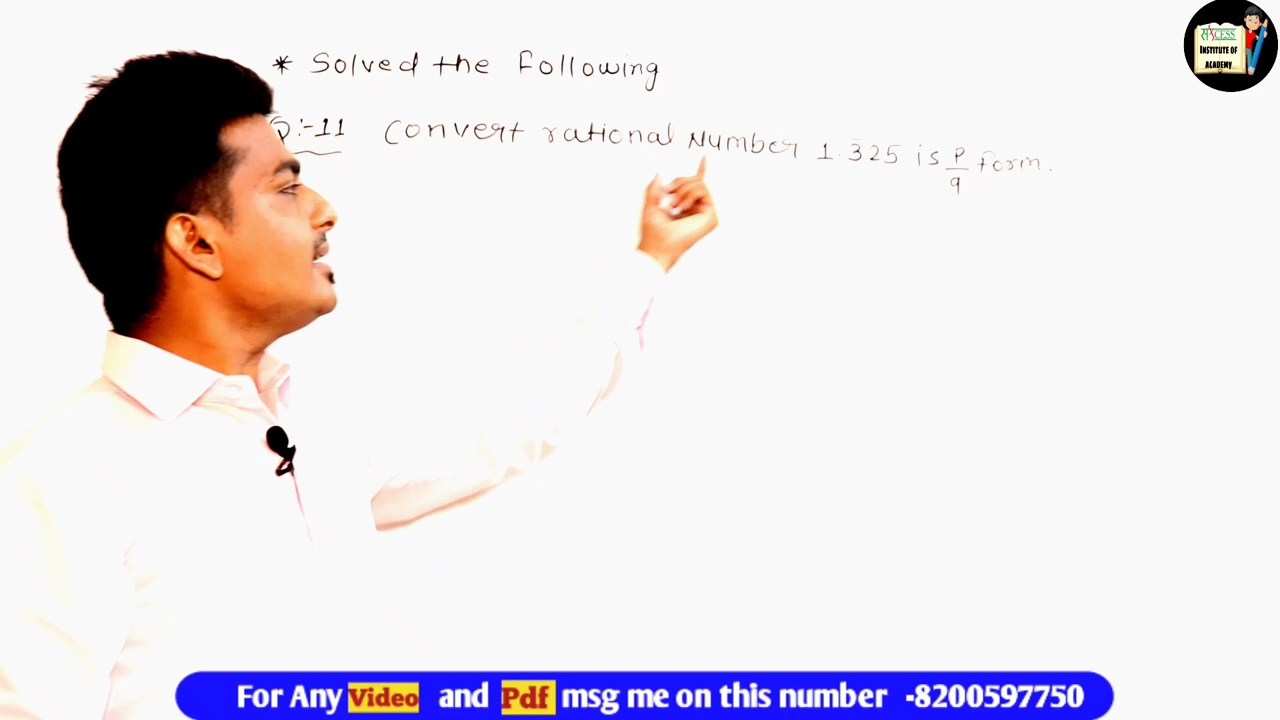 * Solved the following
Q:-11 Convert rational Number 1.325 is p/q form.
સક્સેસ
INSTITUTE OF
ACADEMY
For Any Video and Pdf msg me on this number -8200597750